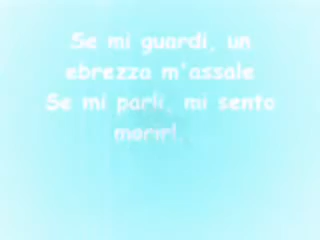 Se mi guardi, un
ebrezza m'assale
Se mi parli, mi sento
morir!..